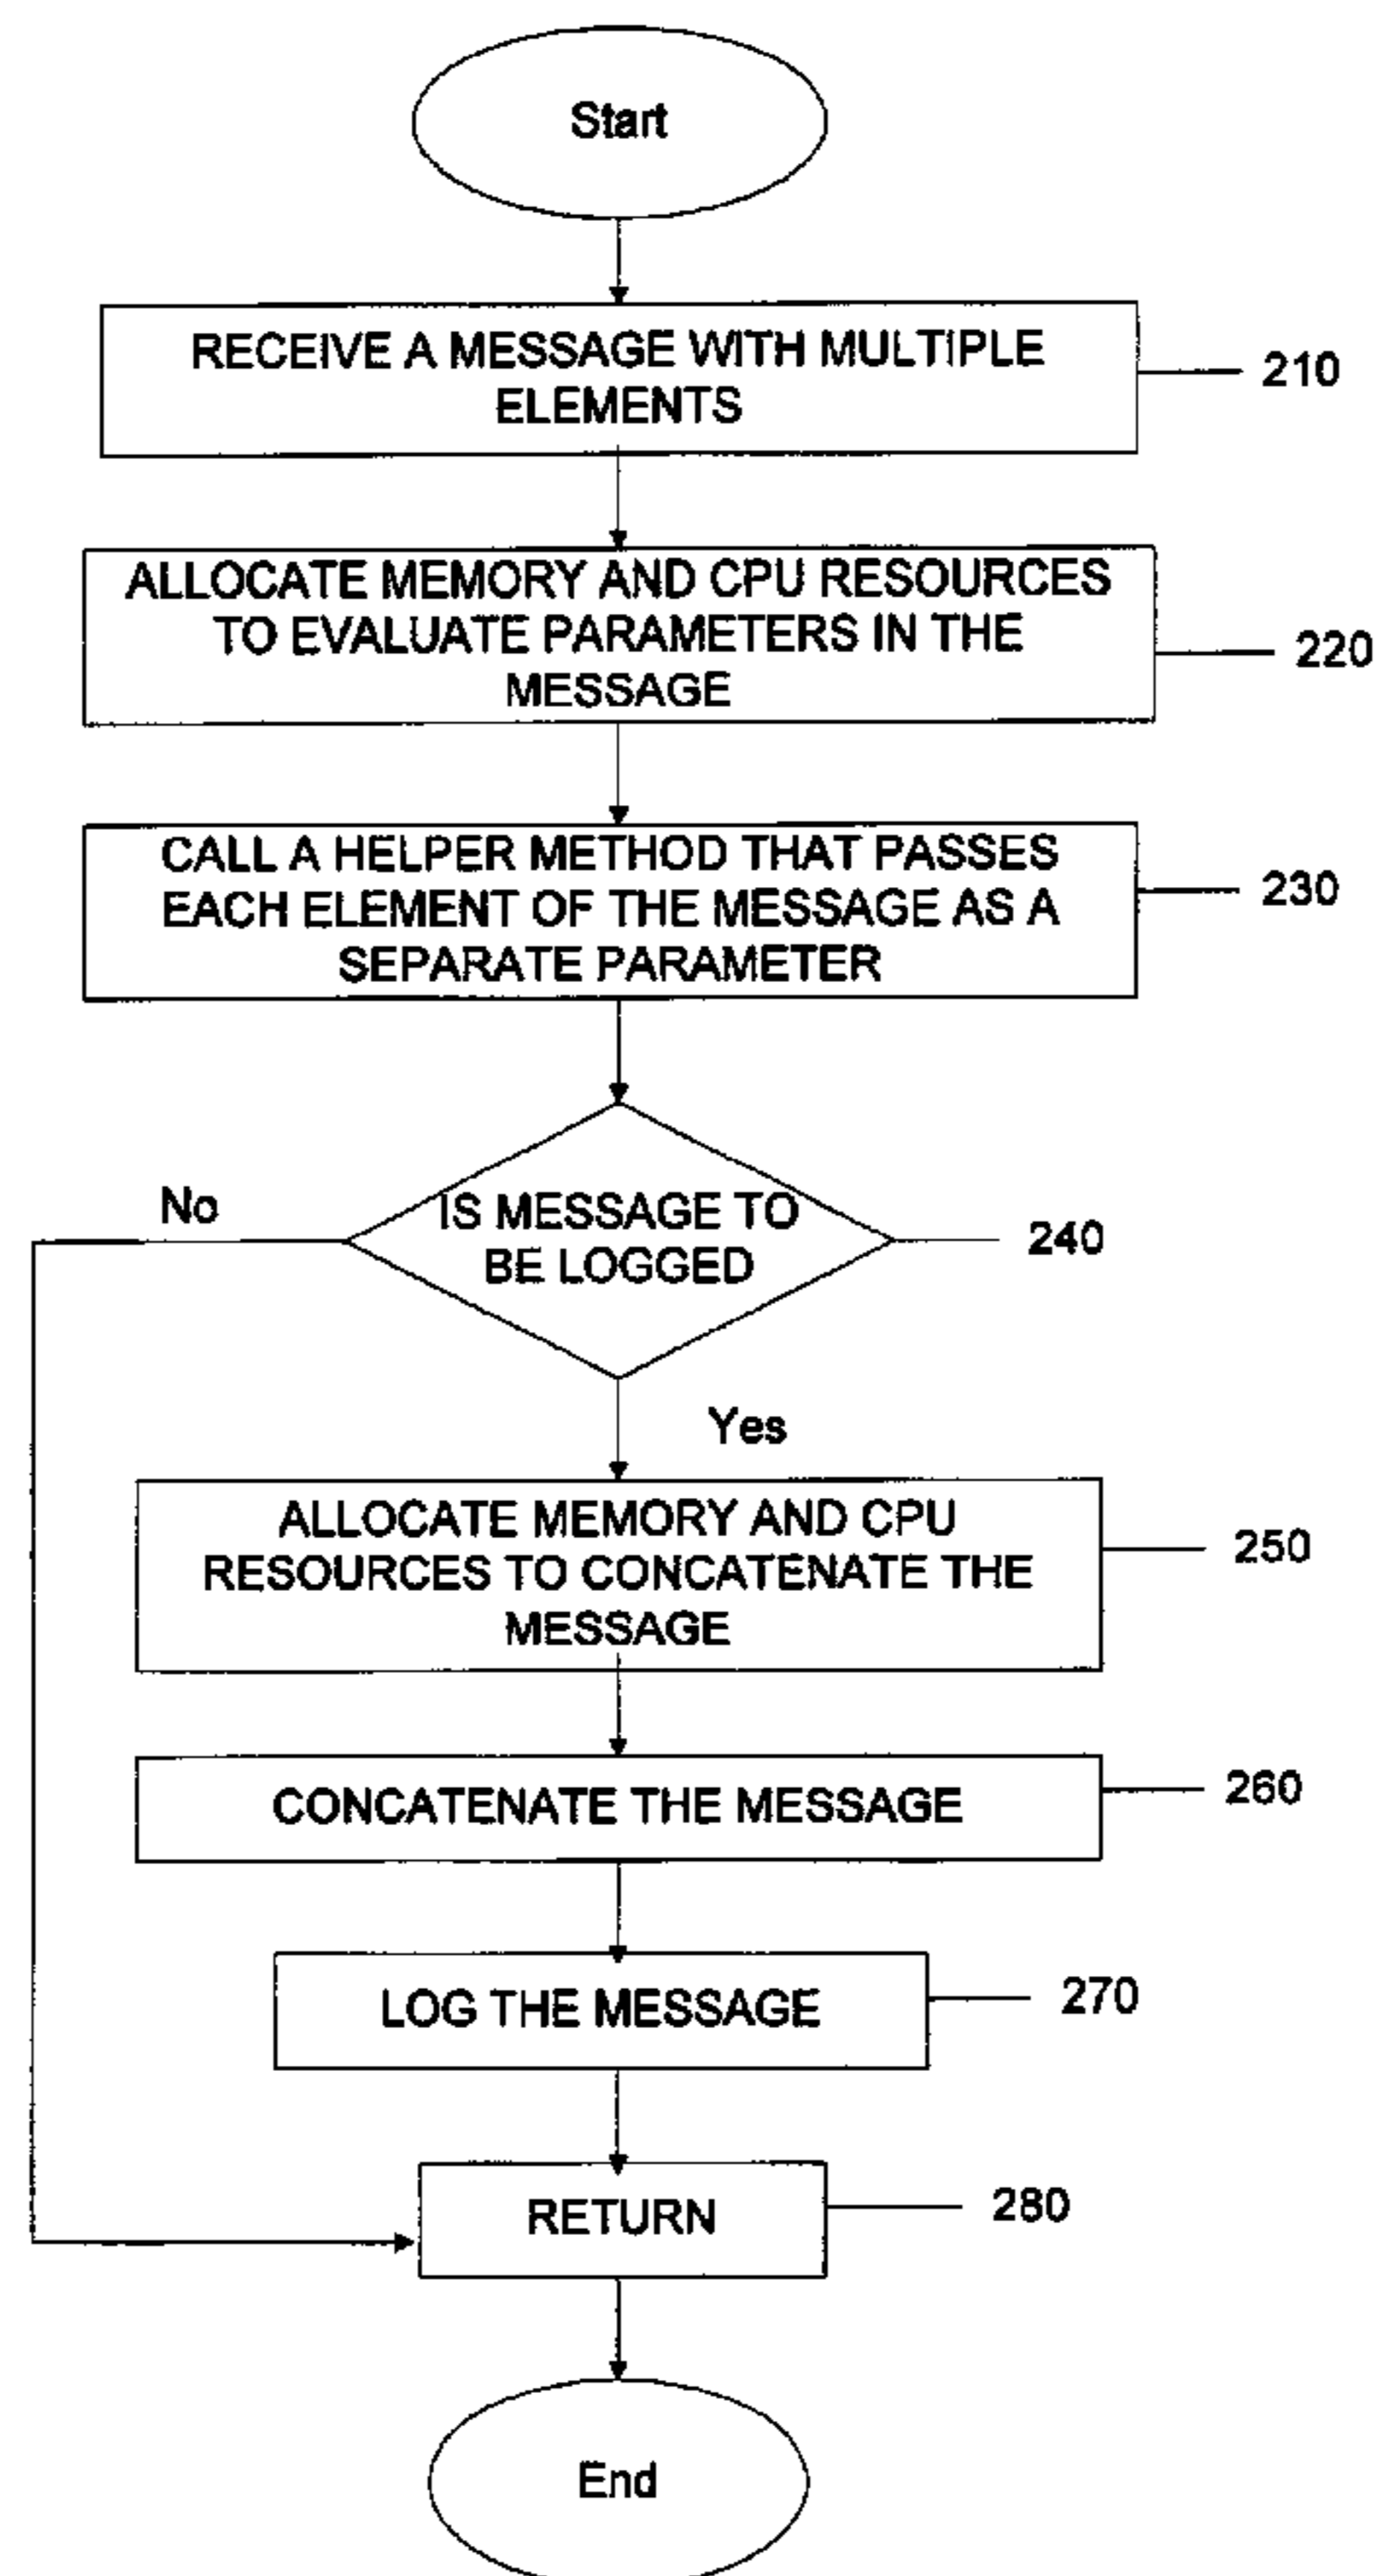 Start
RECEIVE A MESSAGE WITH MULTIPLE
ELEMENTS
210
ALLOCATE MEMORY AND CPU RESOURCES
TO EVALUATE PARAMETERS IN THE
MESSAGE
220
CALL A HELPER METHOD THAT PASSES
EACH ELEMENT OF THE MESSAGE AS A
SEPARATE PARAMETER
230
No
IS MESSAGE TO
BE LOGGED
240
Yes
ALLOCATE MEMORY AND CPU
RESOURCES TO CONCATENATE THE
MESSAGE
250
CONCATENATE THE MESSAGE
260
LOG THE MESSAGE
270
RETURN
280
End